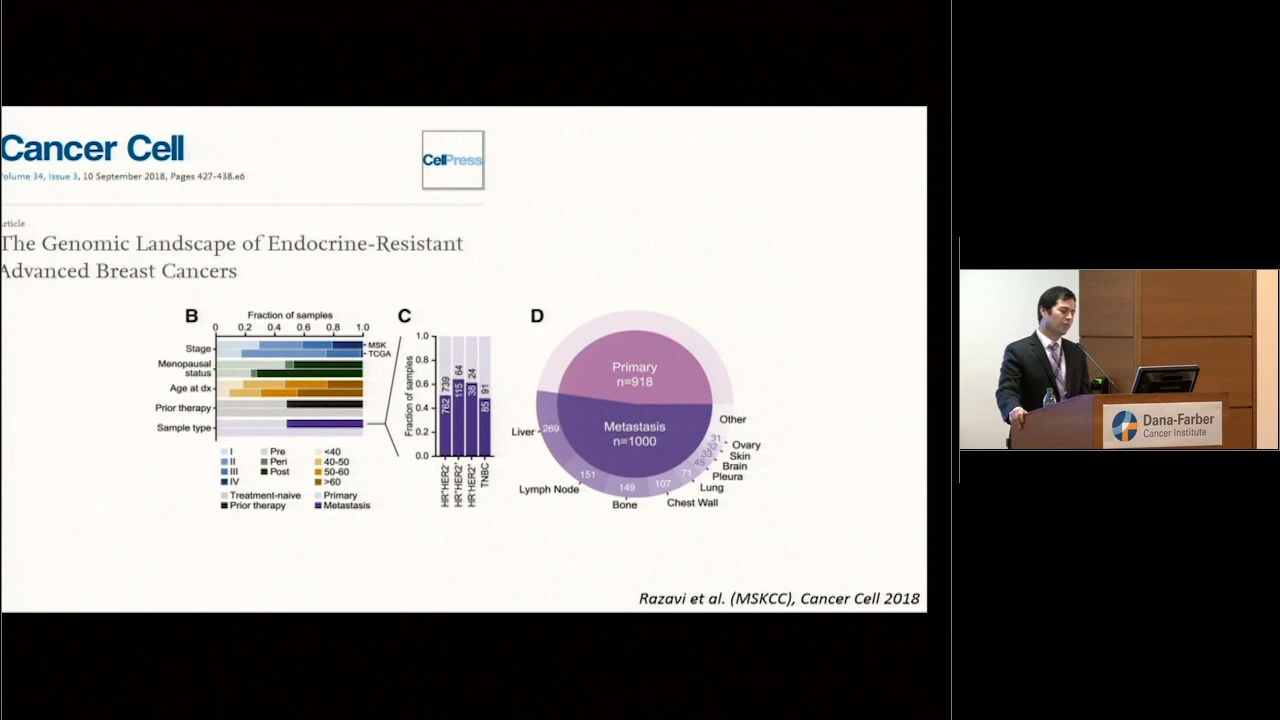 Cancer Cell
CellPress
olume 34, Issue 3, 10 September 2018, Pages 427-438.e6
rticle
The Genomic Landscape of Endocrine-Resistant
Advanced Breast Cancers
B
Fraction of samples
0 0.2 0.4 0.6 0.8 1.0
Stage
MSK
TCGA
Menopausal
status
Age at dx
Prior therapy
Sample type
I Pre <40
II Peri 40-50
III Post 50-60
IV >60
Treatment-naive Primary
Prior therapy Metastasis
C
Fraction of samples
1.0
0.8
0.6
0.4
0.2
0.0
762 739
115 64
38 24
85 91
HR+HER2-
HR+HER2+
HR-HER2+
TNBC
D
Primary
n=918
Metastasis
n=1000
Liver 269
Lymph Node 151
Bone 149
Chest Wall 107
Lung 71
Pleura 45
Brain 33
Skin
Ovary 31
Other
Razavi et al. (MSKCC), Cancer Cell 2018
Dana-Farber
Cancer Institute